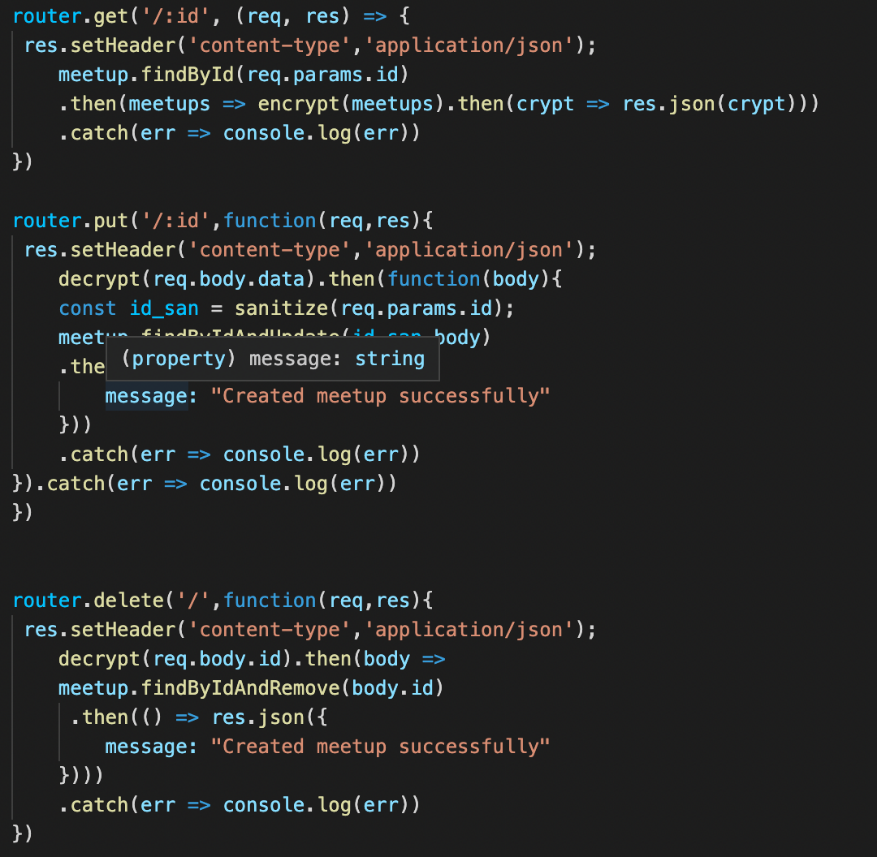 router.get('/:id', (req, res) => {
res.setHeader('content-type','application/json');
meetup.findById(req.params.id)
.then(meetups => encrypt(meetups).then(crypt => res.json(crypt)))
.catch(err => console.log(err))
})
router.put('/:id',function(req,res){
res.setHeader('content-type','application/json');
decrypt(req.body.data).then(function(body){
const id_san = sanitize(req.params.id);
meetup.findByIdAndUpdate(id_san,body)
.the
(property) message: string
message: "Created meetup successfully"
}))
.catch(err => console.log(err))
}).catch(err => console.log(err))
})
router.delete('/',function(req,res){
res.setHeader('content-type','application/json');
decrypt(req.body.id).then(body =>
meetup.findByIdAndRemove(body.id)
.then(() => res.json({
message: "Created meetup successfully"
})))
.catch(err => console.log(err))
})